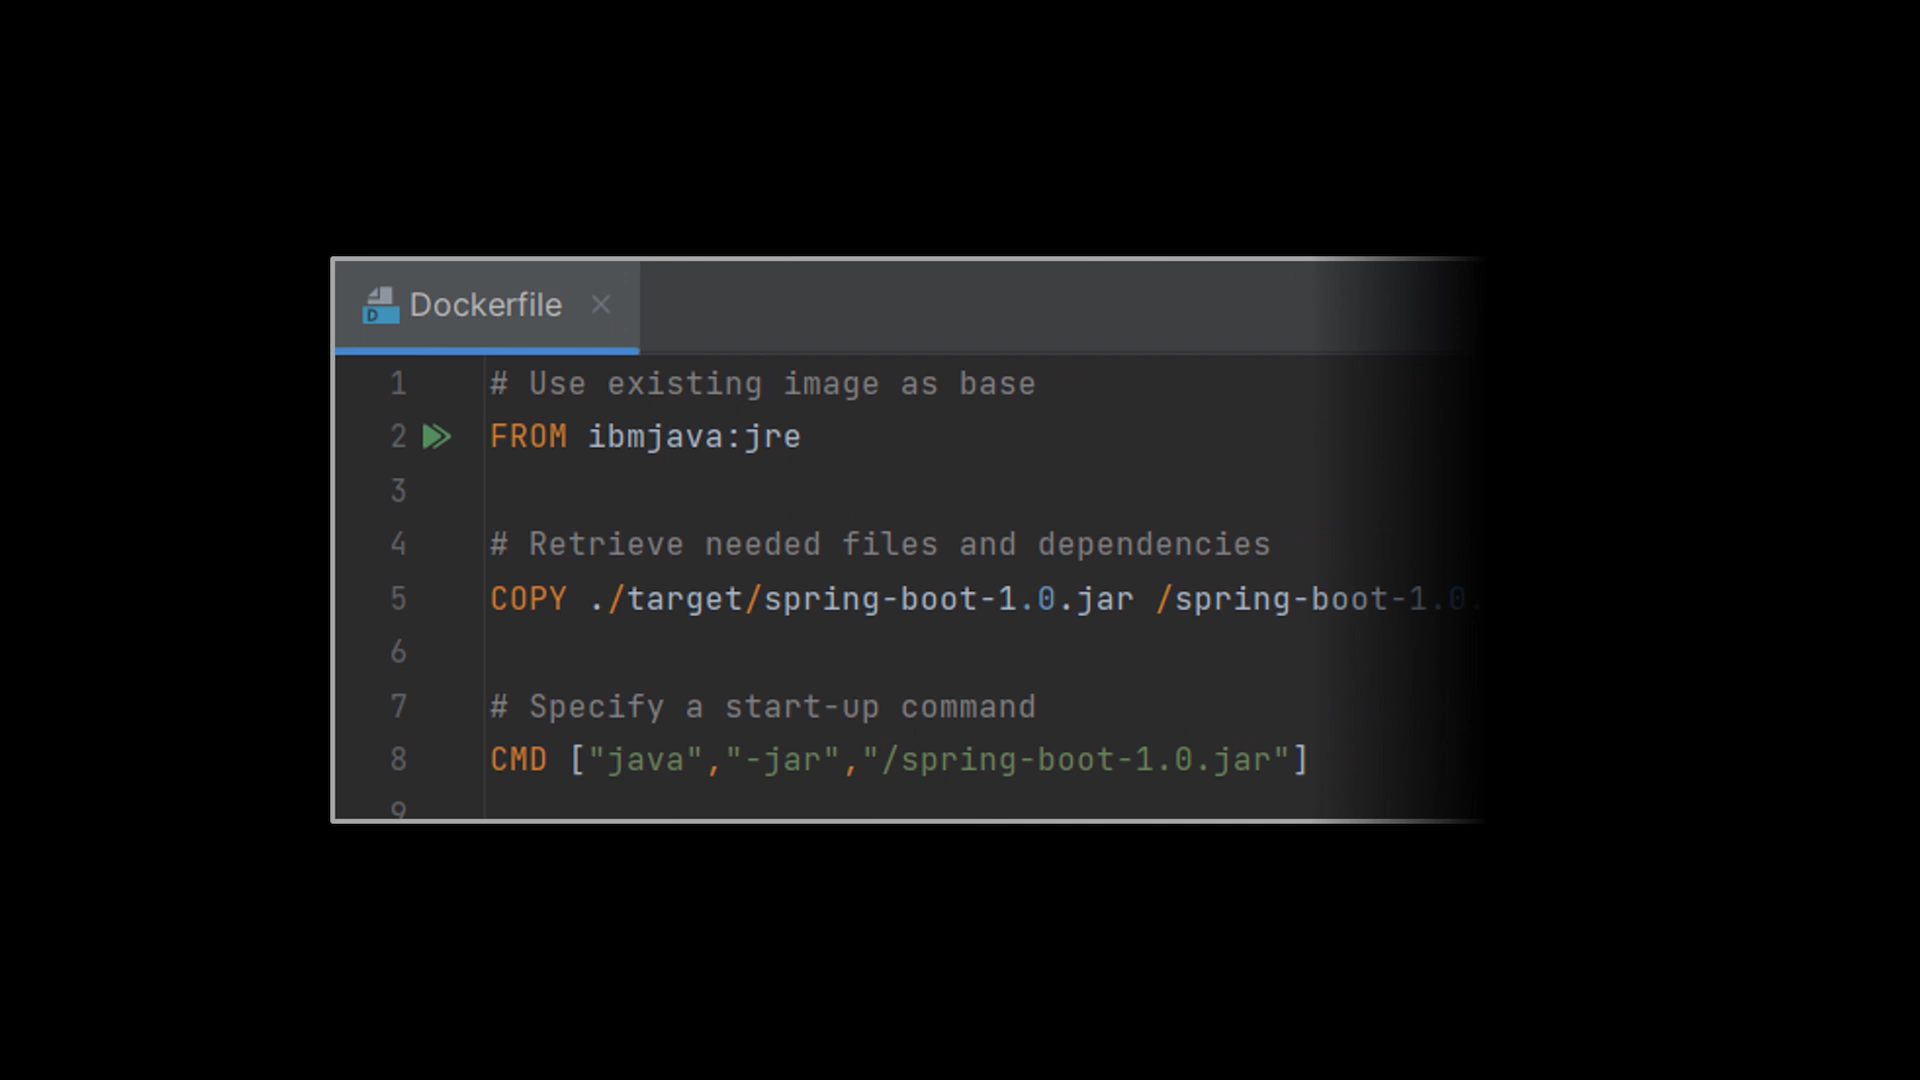 Dockerfile
1 # Use existing image as base
2 FROM ibmjava:jre
3
4 # Retrieve needed files and dependencies
5 COPY ./target/spring-boot-1.0.jar /spring-boot-1.0.
6
7 # Specify a start-up command
8 CMD ["java","-jar","/spring-boot-1.0.jar"]
9